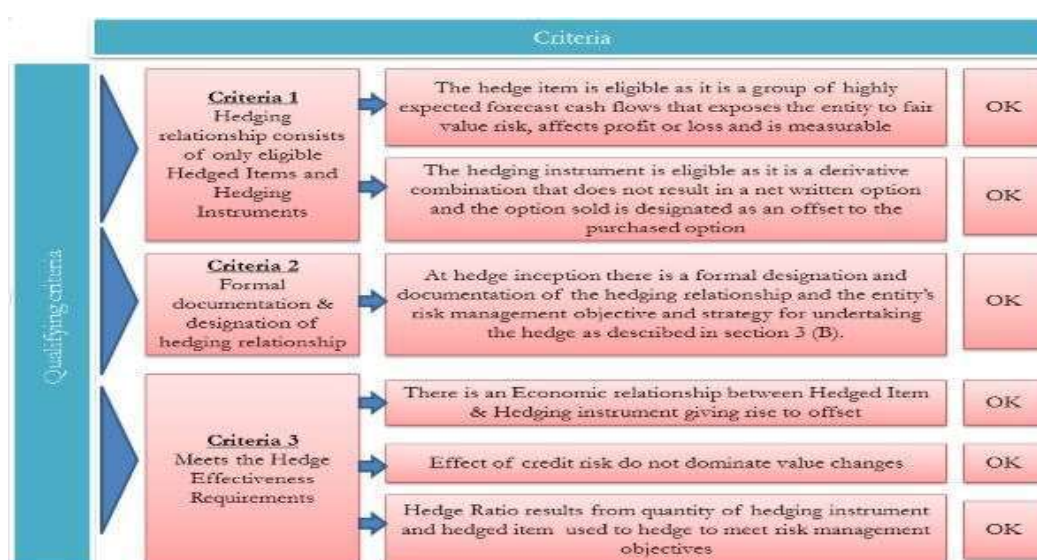 Criteria
Qualifying criteria
Criteria 1
Hedging
relationship consists
of only eligible
Hedged Items and
Hedging
Instruments
The hedge item is eligible as it is a group of highly
expected forecast cash flows that exposes the entity to fair
value risk, affects profit or loss and is measurable
OK
The hedging instrument is eligible as it is a derivative
combination that does not result in a net written option
and the option sold is designated as an offset to the
purchased option
OK
Criteria 2
Formal
documentation &
designation of
hedging relationship
At hedge inception there is a formal designation and
documentation of the hedging relationship and the entity's
risk management objective and strategy for undertaking
the hedge as described in section 3 (B).
OK
Criteria 3
Meets the Hedge
Effectiveness
Requirements
There is an Economic relationship between Hedged Item
& Hedging instrument giving rise to offset
OK
Effect of credit risk do not dominate value changes
OK
Hedge Ratio results from quantity of hedging instrument
and hedged item used to hedge to meet risk management
objectives
OK